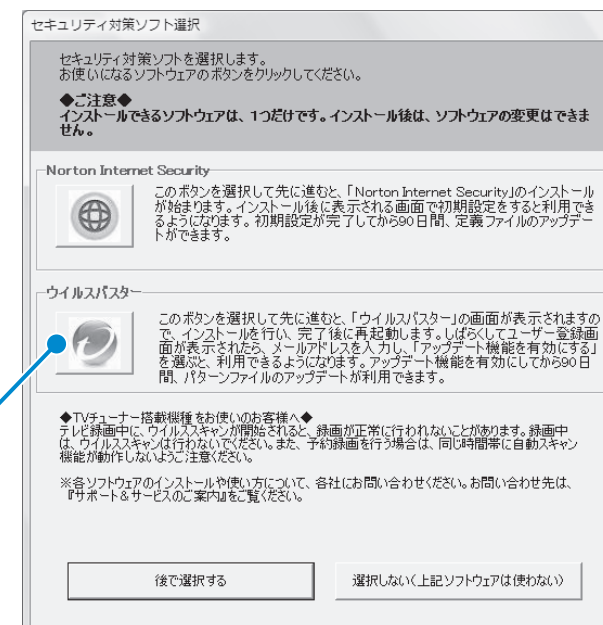 セキュリティ対策ソフト選択
セキュリティ対策ソフトを選択します。
お使いになるソフトウェアのボタンをクリックしてください。
◆ご注意◆
インストールできるソフトウェアは、1つだけです。インストール後は、ソフトウェアの変更はできま
せん。
Norton Internet Security
このボタンを選択して先に進むと、「Norton Internet Security」のインストール
が始まります。インストール後に表示される画面で初期設定をすると利用でき
るようになります。初期設定が完了してから90日間、定義ファイルのアップデー
トができます。
ウイルスバスター
このボタンを選択して先に進むと、「ウイルスバスター」の画面が表示されますの
で、インストールを行い、完了後に再起動します。しばらくしてユーザー登録画
面が表示されたら、メールアドレスを入力し、「アップデート機能を有効にする」
を選ぶと、利用できるようになります。アップデート機能を有効にしてから90日
間、パターンファイルのアップデートが利用できます。
◆TVチューナー搭載機種をお使いのお客様へ◆
テレビ録画中に、ウイルススキャンが開始されると、録画が正常に行われないことがあります。録画中
は、ウイルススキャンは行わないでください。また、予約録画を行う場合は、同じ時間帯に自動スキャン
機能が動作しないようご注意ください。
※各ソフトウェアのインストールや使い方について、各社にお問い合わせください。お問い合わせ先は、
『サポート&サービスのご案内』をご覧ください。
後で選択する
選択しない(上記ソフトウェアは使わない)